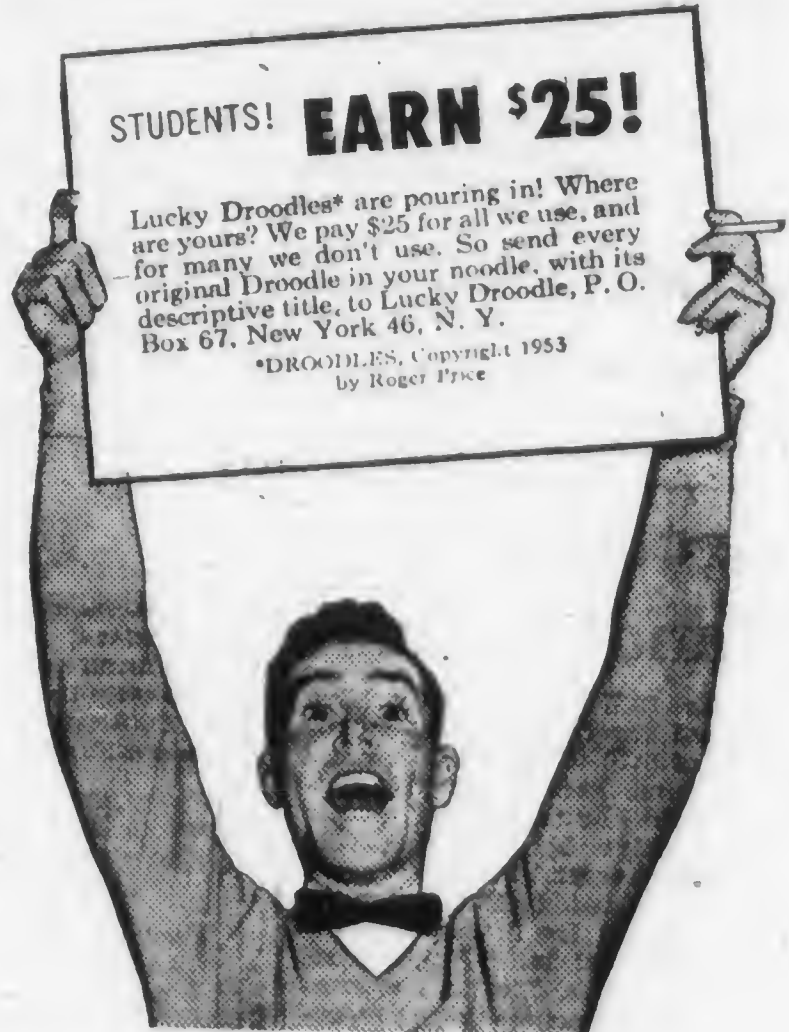 STUDENTS! EARN $25!
Lucky Droodles* are pouring in! Where
are yours? We pay $25 for all we use, and
for many we don't use. So send every
original Droodle in your noodle, with its
descriptive title, to Lucky Droodle, P. O.
Box 67, New York 46, N. Y.
*DROODLES, Copyright 1953
by Roger Price